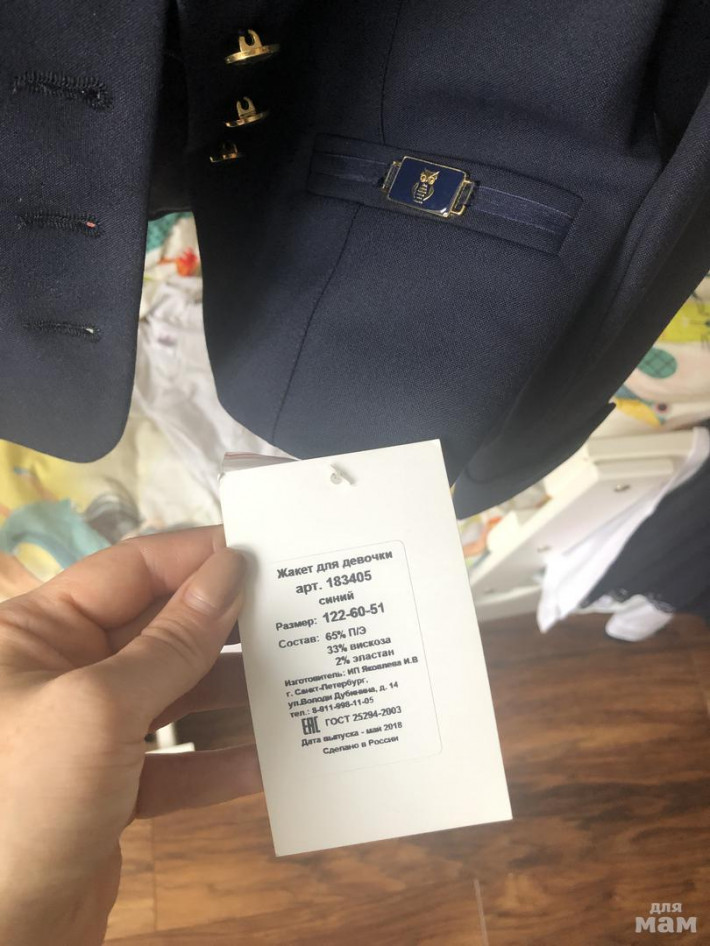 Жакет для девочки
арт. 183405
синий
Размер: 122-60-51
Состав: 65% П/Э
33% вискоза
2% эластан
Изготовитель: ИП Яковлева И.В
г. Санкт-Петербург,
ул.Володи Дубинина, д. 14
тел.: 8-911-998-11-05
ЕАС ГОСТ 25294-2003
Дата выпуска - май 2018
Сделано в России
для
мам